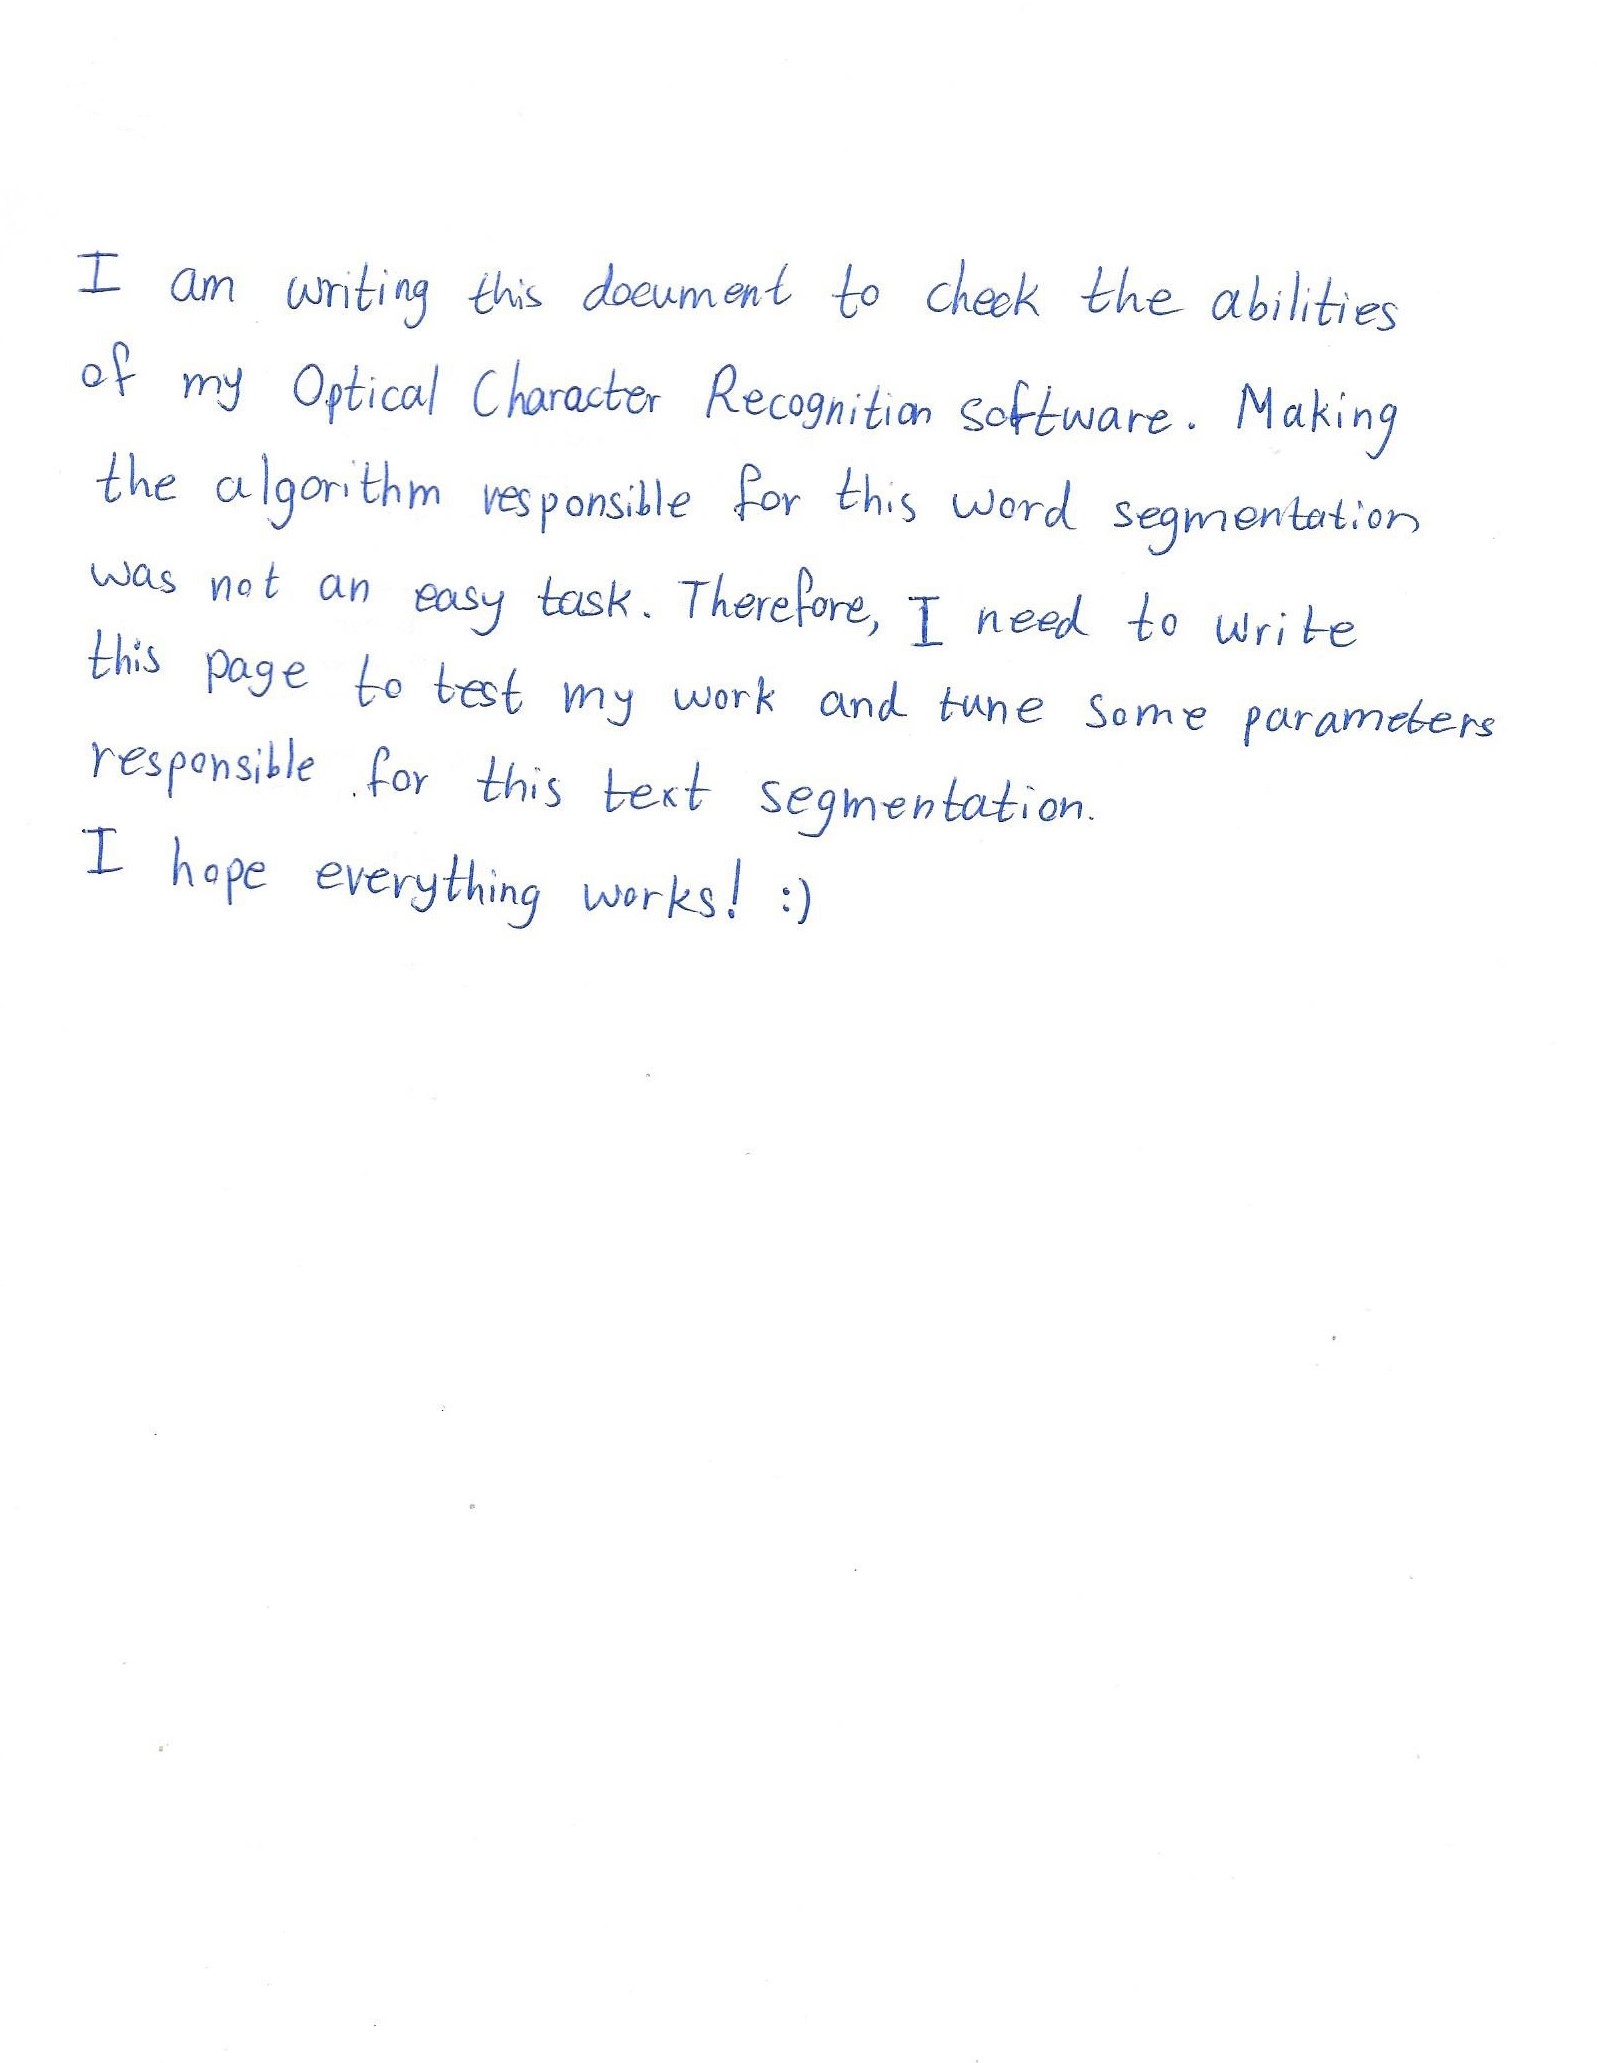 I am writing this document to check the abilities
of my Optical Character Recognition software. Making
the algorithm responsible for this word segmentation
was not an easy task. Therefore, I need to write
this page to test my work and tune some parameters
responsible for this text segmentation.
I hope everything works! :)